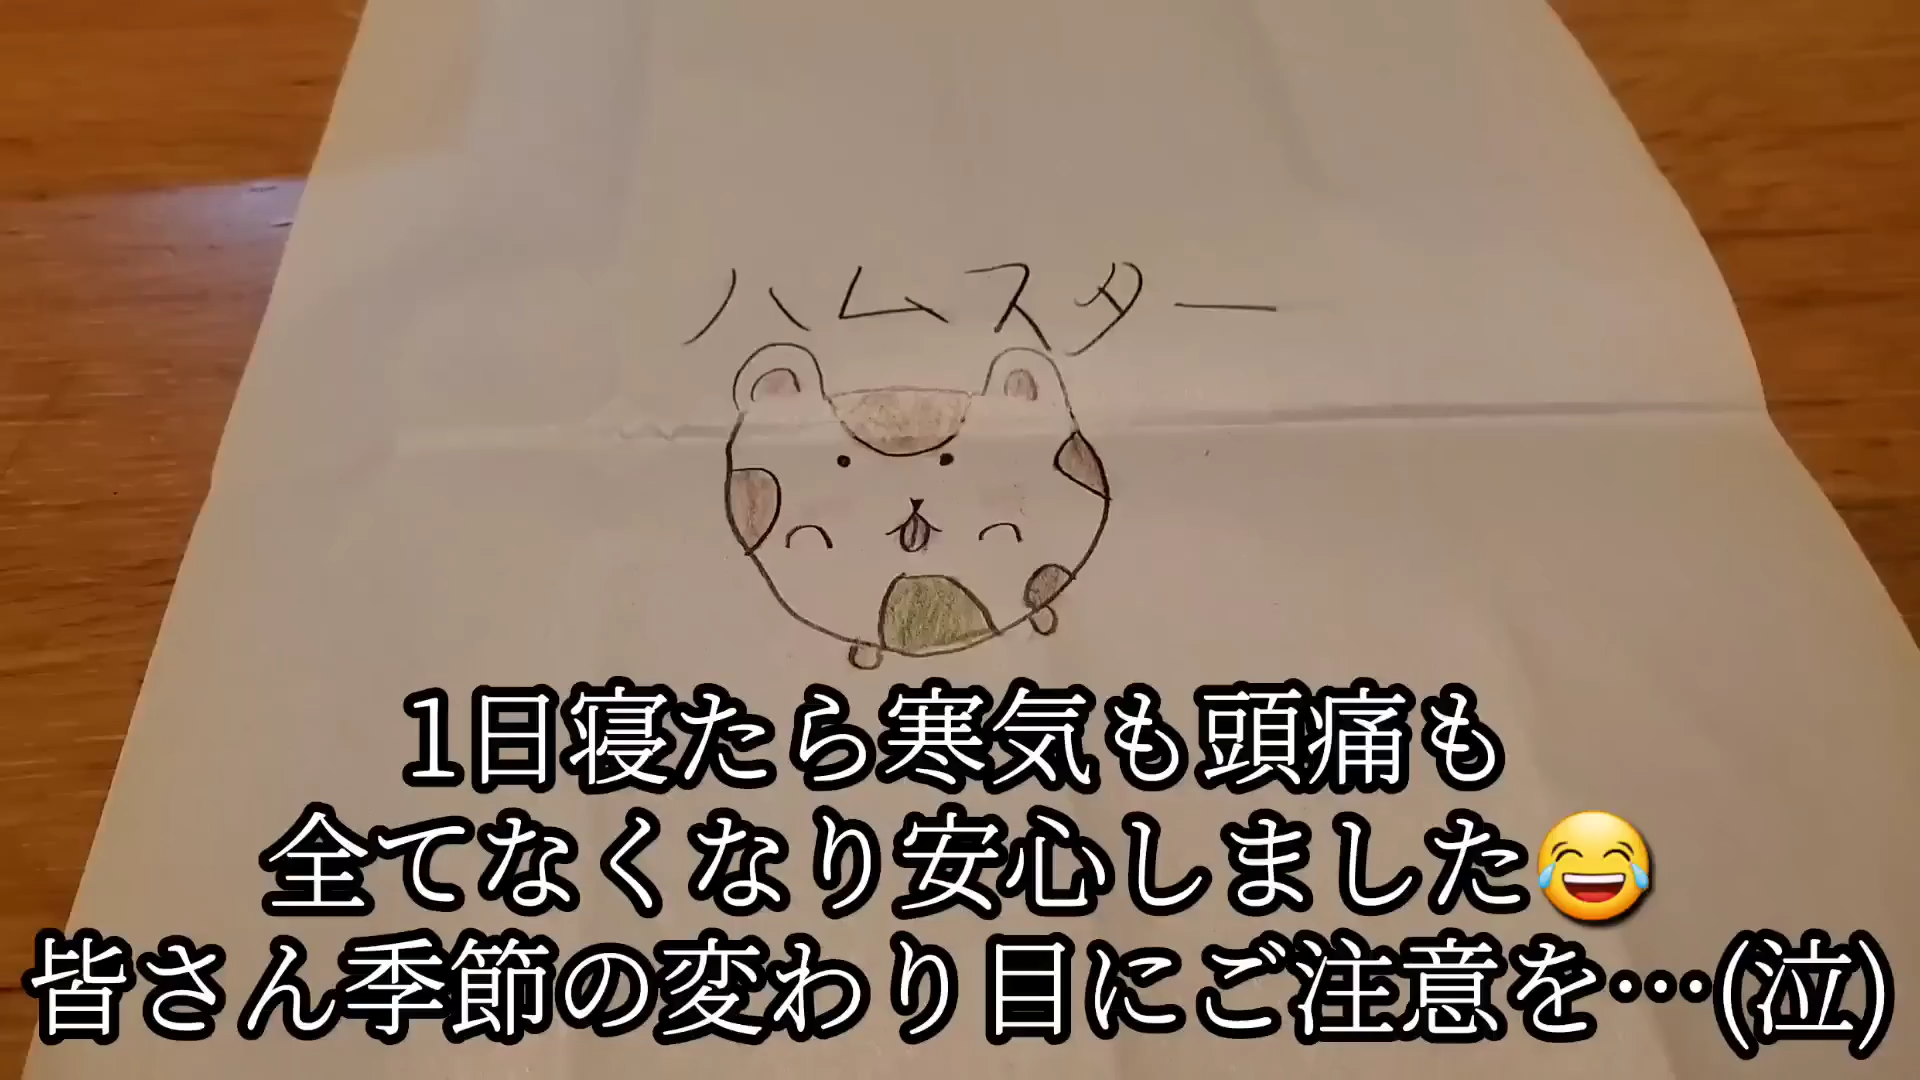 ハムスター
1日寝たら寒気も頭痛も
全てなくなり安心しました😂
皆さん季節の変わり目にご注意を…(泣)